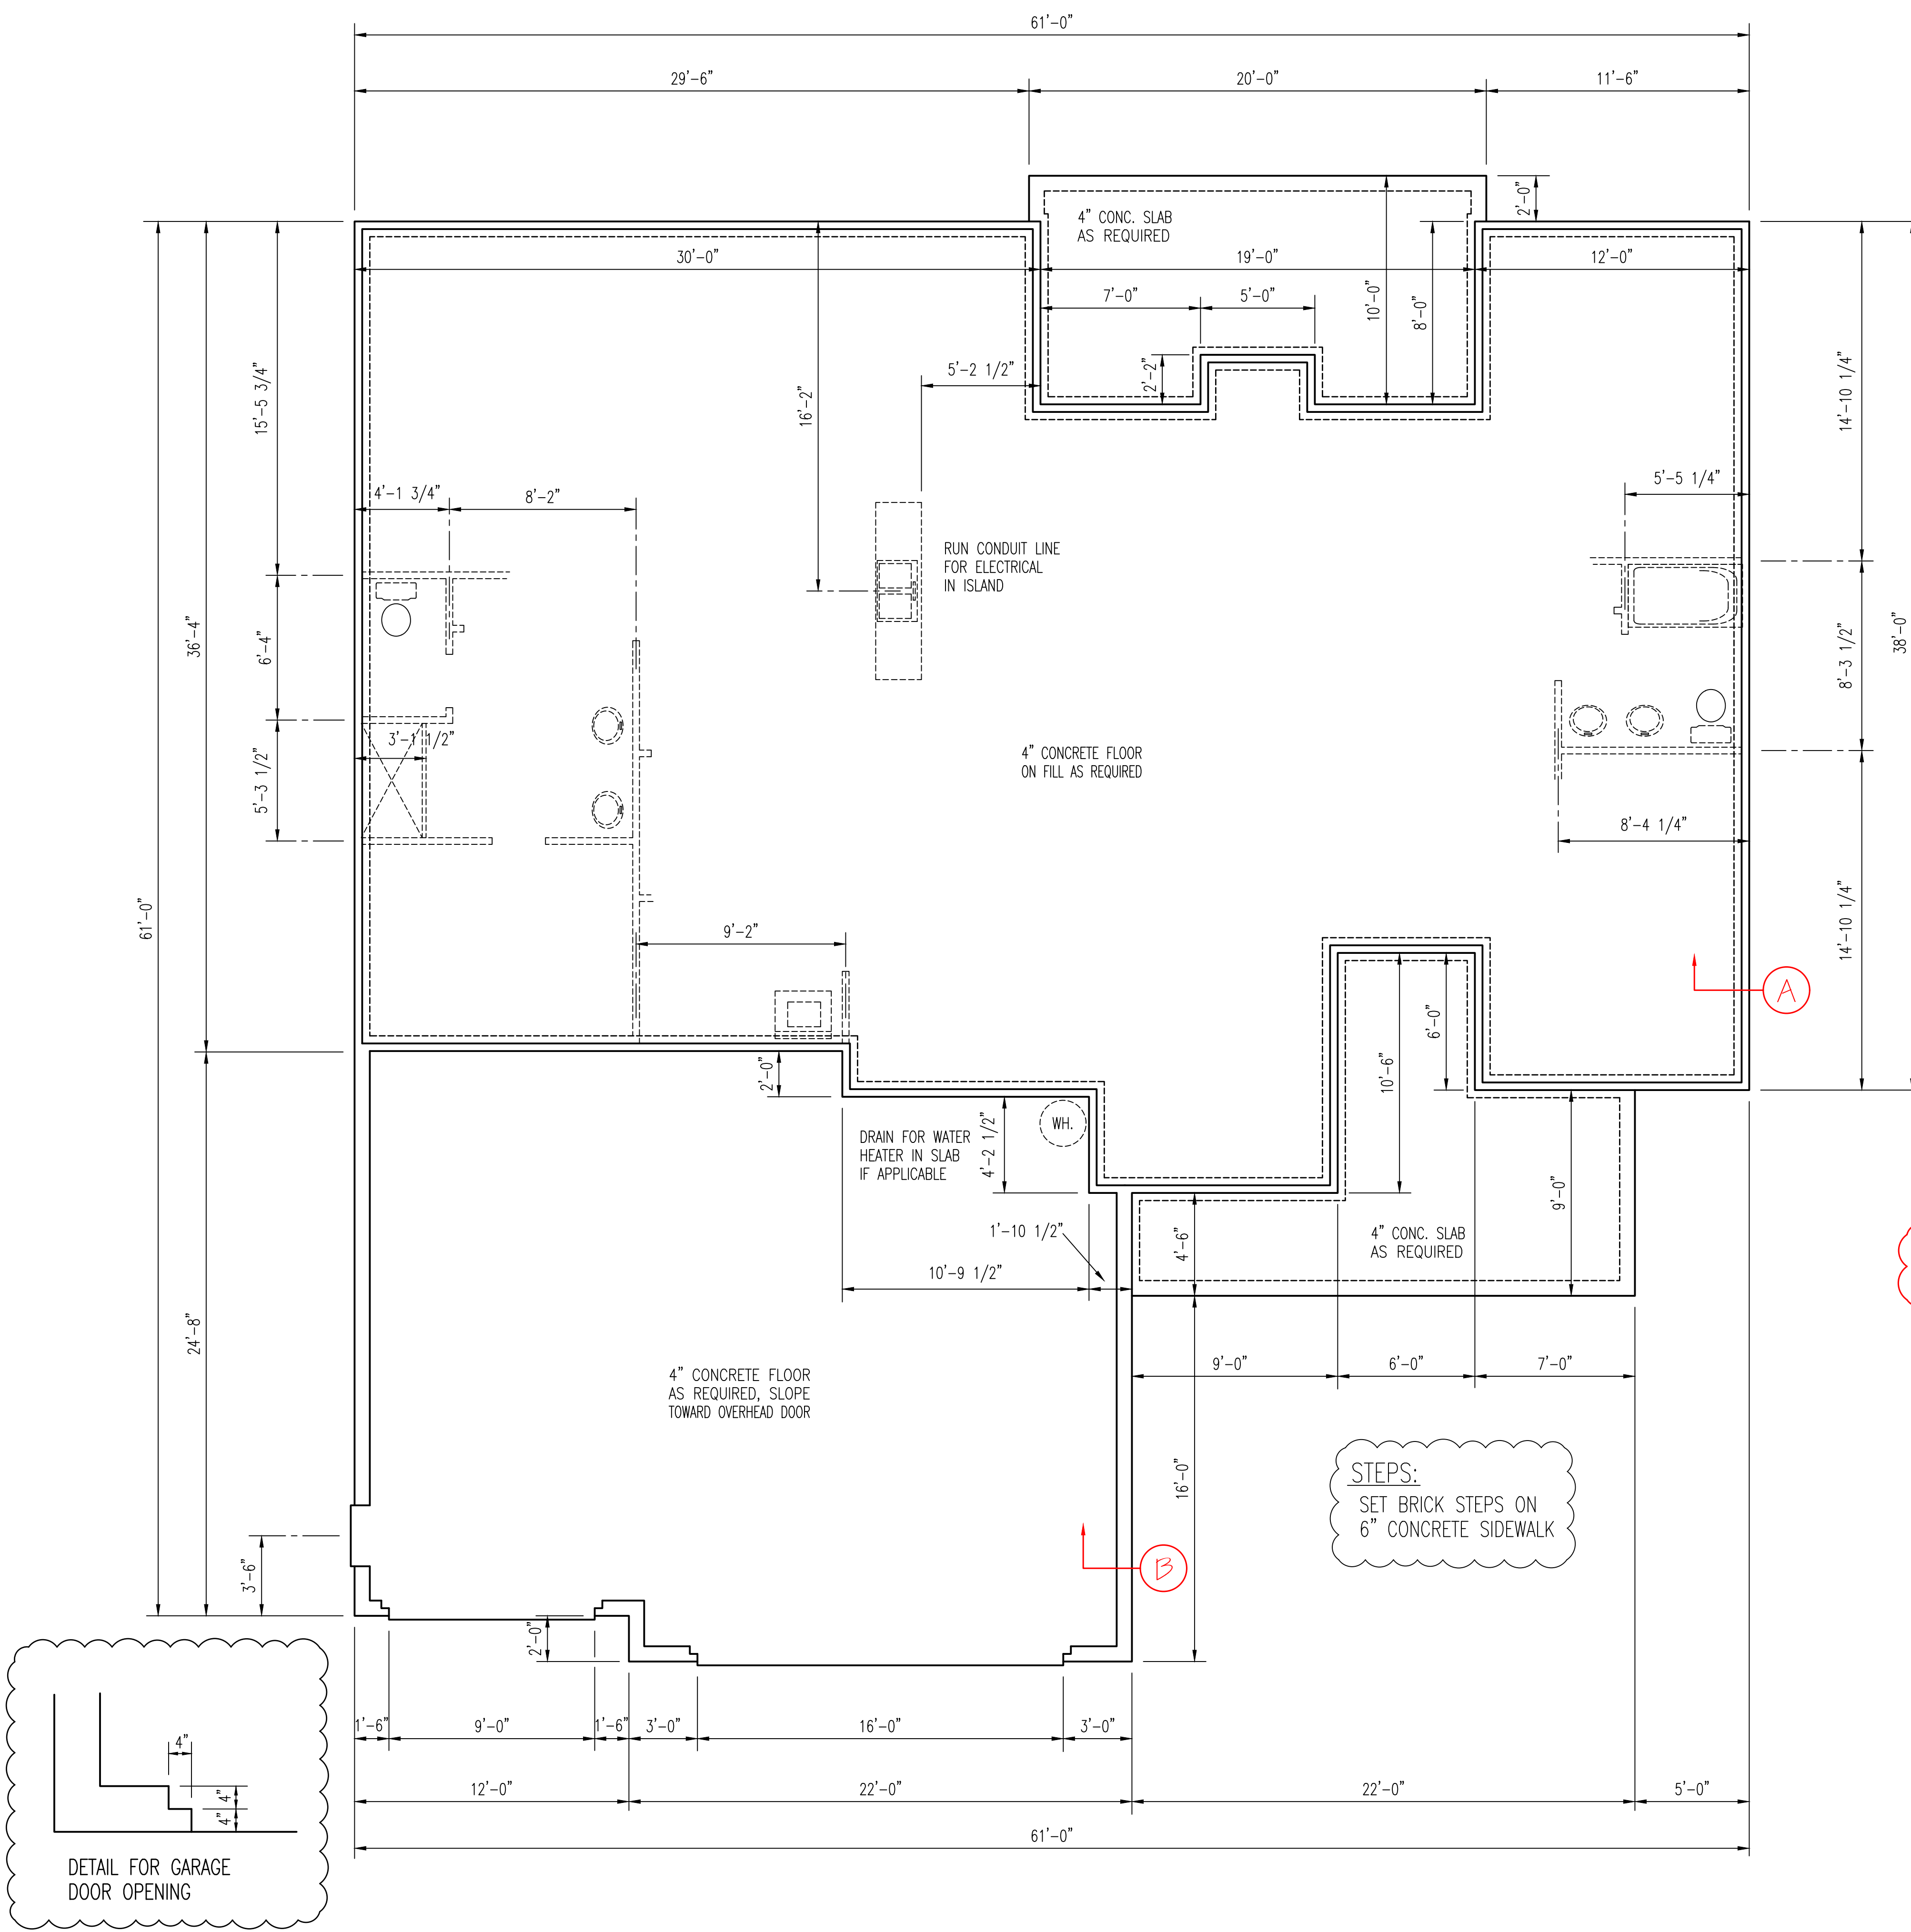 61'-0"
29'-6"
20'-0"
11'-6"
2'-0"
4" CONC. SLAB
AS REQUIRED
30'-0"
19'-0"
12'-0"
7'-0"
5'-0"
10'-0"
8'-0"
2'-2"
5'-2 1/2"
16'-2"
15'-5 3/4"
14'-10 1/4"
4'-1 3/4"
8'-2"
5'-5 1/4"
RUN CONDUIT LINE
FOR ELECTRICAL
IN ISLAND
36'-4"
6'-4"
8'-3 1/2"
38'-0"
3'-1 1/2"
5'-3 1/2"
4" CONCRETE FLOOR
ON FILL AS REQUIRED
8'-4 1/4"
61'-0"
9'-2"
14'-10 1/4"
A
6'-0"
10'-6"
2'-0"
DRAIN FOR WATER
HEATER IN SLAB
IF APPLICABLE
WH.
4'-2 1/2"
9'-0"
1'-10 1/2"
4'-6"
4" CONC. SLAB
AS REQUIRED
10'-9 1/2"
24'-8"
4" CONCRETE FLOOR
AS REQUIRED, SLOPE
TOWARD OVERHEAD DOOR
9'-0"
6'-0"
7'-0"
16'-0"
STEPS:
SET BRICK STEPS ON
6" CONCRETE SIDEWALK
B
3'-6"
2'-0"
1'-6"
9'-0"
1'-6"
3'-0"
16'-0"
3'-0"
12'-0"
22'-0"
22'-0"
5'-0"
61'-0"
4"
4"
4"
DETAIL FOR GARAGE
DOOR OPENING